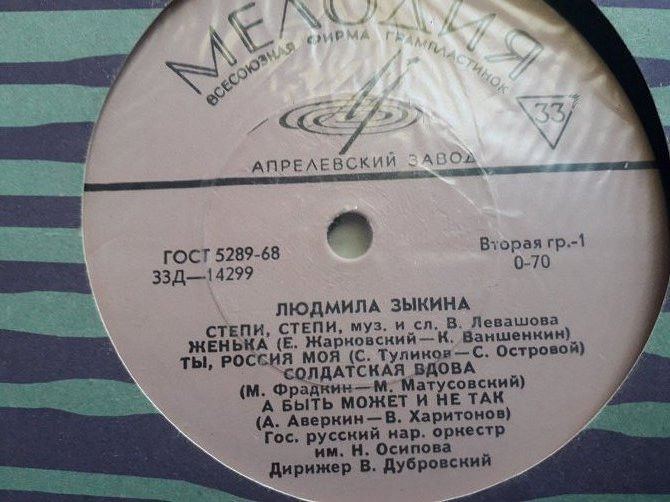 МЕЛОДИЯ
ВСЕСОЮЗНАЯ ФИРМА ГРАМПЛАСТИНОК
33
АПРЕЛЕВСКИЙ ЗАВОД
ГОСТ 5289-68
33Д—14299
Вторая гр.-1
0-70
ЛЮДМИЛА ЗЫКИНА
СТЕПИ, СТЕПИ, муз. и сл. В. Левашова
ЖЕНЬКА (Е. Жарковский—К. Ваншенкин)
ТЫ, РОССИЯ МОЯ (С. Туликов—С. Островой)
СОЛДАТСКАЯ ВДОВА
(М. Фрадкин—М. Матусовский)
А БЫТЬ МОЖЕТ И НЕ ТАК
(А. Аверкин—В. Харитонов)
Гос. русский нар. оркестр
им. Н. Осипова
Дирижер В. Дубровский